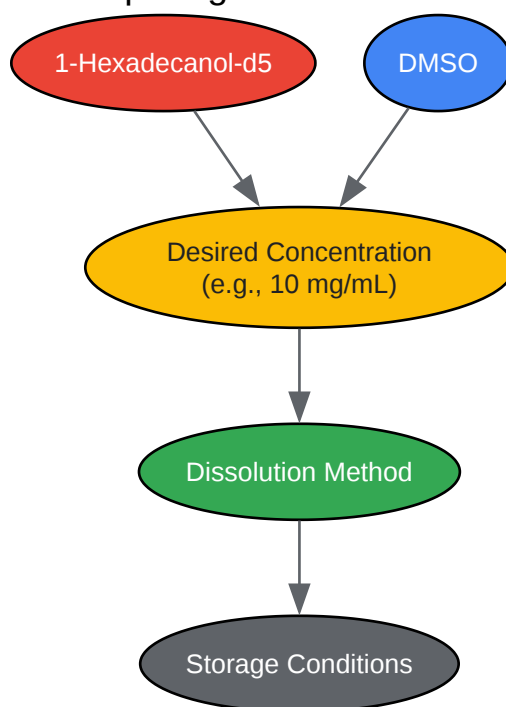 1-Hexadecanol-d5
DMSO
Desired Concentration
(e.g., 10 mg/mL)
Dissolution Method
Storage Conditions